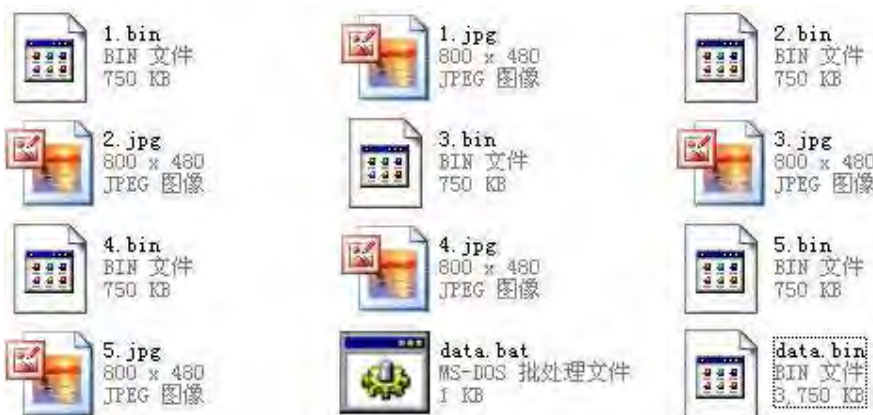 1.bin
BIN 文件
750 KB
1.jpg
800 x 480
JPEG 图像
2.bin
BIN 文件
750 KB
2.jpg
800 x 480
JPEG 图像
3.bin
BIN 文件
750 KB
3.jpg
800 x 480
JPEG 图像
4.bin
BIN 文件
750 KB
4.jpg
800 x 480
JPEG 图像
5.bin
BIN 文件
750 KB
5.jpg
800 x 480
JPEG 图像
data.bat
MS-DOS 批处理文件
1 KB
data.bin
BIN 文件
3,750 KB